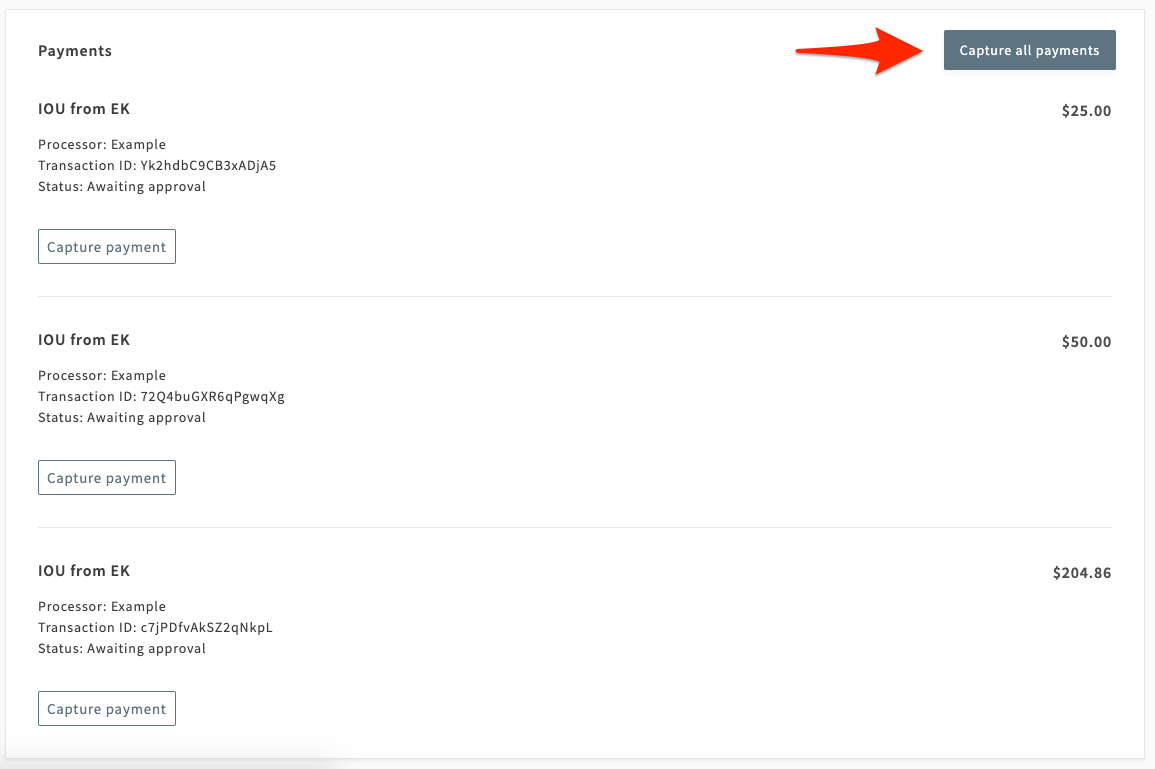 Payments
Capture all payments
IOU from EK
$25.00
Processor: Example
Transaction ID: Yk2hdbC9CB3xADjA5
Status: Awaiting approval
Capture payment
IOU from EK
$50.00
Processor: Example
Transaction ID: 72Q4buGXR6qPgwqXg
Status: Awaiting approval
Capture payment
IOU from EK
$204.86
Processor: Example
Transaction ID: c7jPDfvAkSZ2qNkpL
Status: Awaiting approval
Capture payment